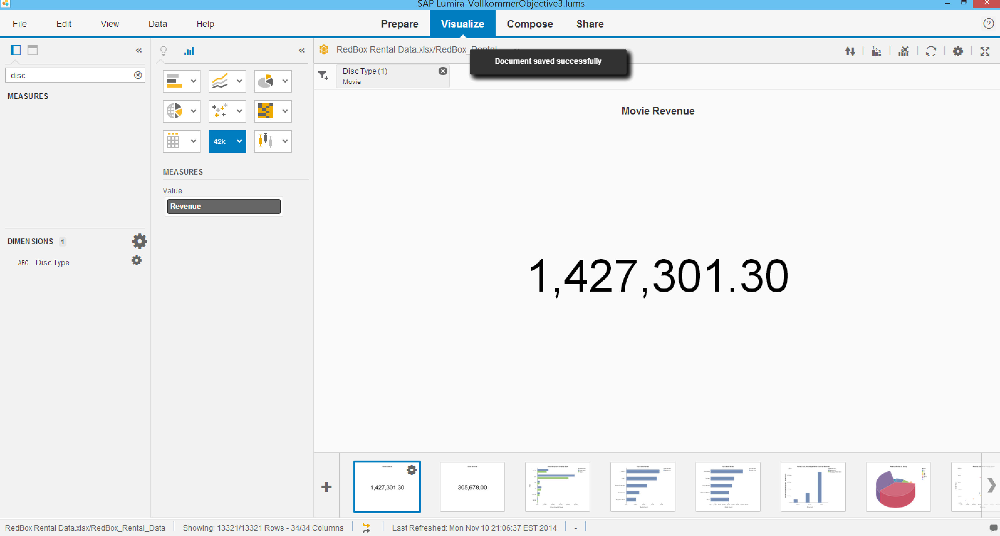 SAP Lumira-VollkommerObjective3.lums
File Edit View Data Help
Prepare Visualize Compose Share
disc
MEASURES
DIMENSIONS 1
ABC Disc Type
42k
MEASURES
Value
Revenue
RedBox Rental Data.xlsx/RedBox_Rental
Document saved successfully
Disc Type (1)
Movie
Movie Revenue
1,427,301.30
1,427,301.30
305,678.00
RedBox Rental Data.xlsx/RedBox_Rental_Data
Showing: 13321/13321 Rows - 34/34 Columns
Last Refreshed: Mon Nov 10 21:06:37 EST 2014
-